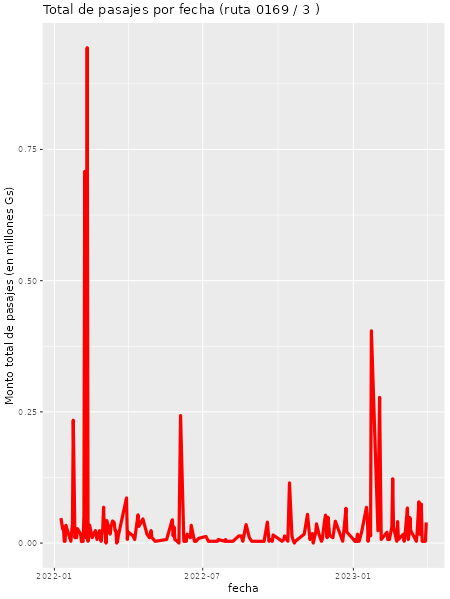 Total de pasajes por fecha (ruta 0169 / 3 )
Monto total de pasajes (en millones Gs)
0.75
0.50
0.25
0.00
2022-01 2022-07 2023-01
fecha